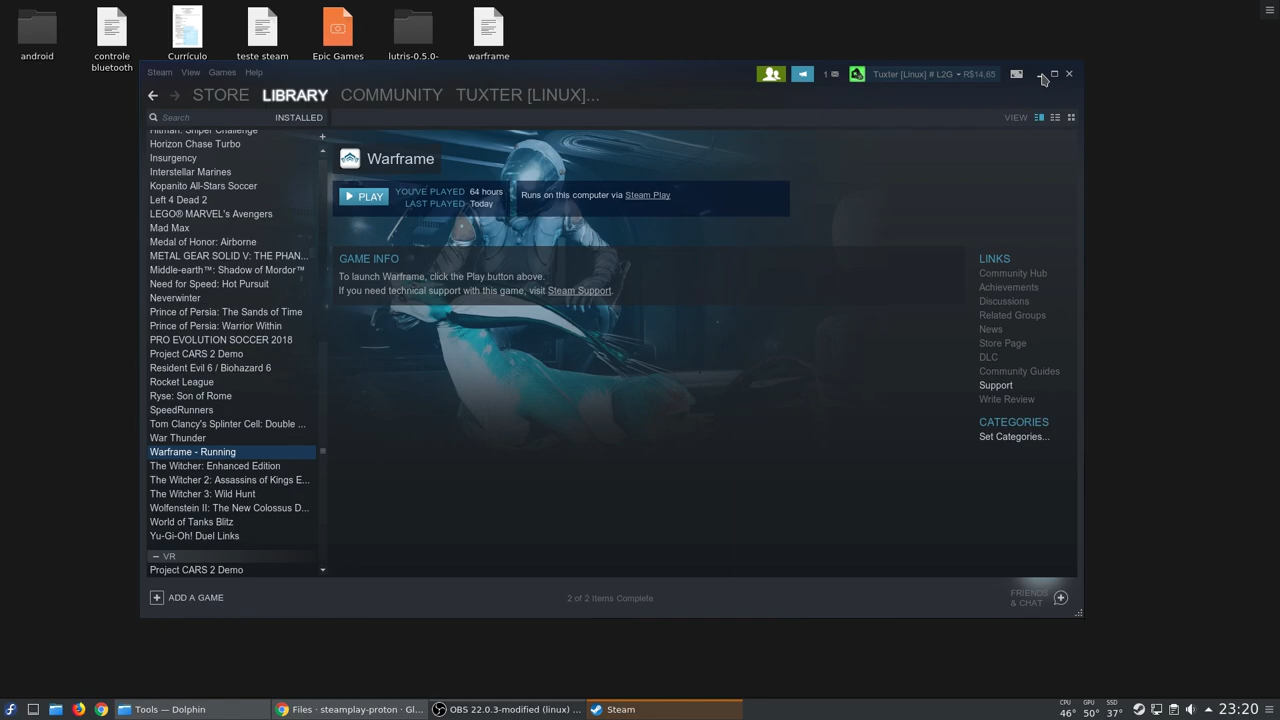 android
controle
bluetooth
Currículo
teste steam
Epic Games
lutris-0.5.0-
warframe
Steam View Games Help
1
Tuxter [Linux] # L2G R$14,65
STORE LIBRARY COMMUNITY TUXTER [LINUX]...
Search INSTALLED
VIEW
Hitman: Sniper Challenge
Horizon Chase Turbo
Insurgency
Interstellar Marines
Kopanito All-Stars Soccer
Left 4 Dead 2
LEGO® MARVEL's Avengers
Mad Max
Medal of Honor: Airborne
METAL GEAR SOLID V: THE PHAN...
Middle-earth™: Shadow of Mordor™
Need for Speed: Hot Pursuit
Neverwinter
Prince of Persia: The Sands of Time
Prince of Persia: Warrior Within
PRO EVOLUTION SOCCER 2018
Project CARS 2 Demo
Resident Evil 6 / Biohazard 6
Rocket League
Ryse: Son of Rome
SpeedRunners
Tom Clancy's Splinter Cell: Double ...
War Thunder
Warframe - Running
The Witcher: Enhanced Edition
The Witcher 2: Assassins of Kings E...
The Witcher 3: Wild Hunt
Wolfenstein II: The New Colossus D...
World of Tanks Blitz
Yu-Gi-Oh! Duel Links
VR
Project CARS 2 Demo
Warframe
PLAY
YOU'VE PLAYED 64 hours
LAST PLAYED Today
Runs on this computer via Steam Play
GAME INFO
To launch Warframe, click the Play button above.
If you need technical support with this game, visit Steam Support.
LINKS
Community Hub
Achievements
Discussions
Related Groups
News
Store Page
DLC
Community Guides
Support
Write Review
CATEGORIES
Set Categories...
ADD A GAME
2 of 2 Items Complete
FRIENDS
& CHAT
Tools — Dolphin
Files · steamplay-proton · Gl...
OBS 22.0.3-modified (linux) ...
Steam
CPU GPU SSD
46° 50° 37°
23:20